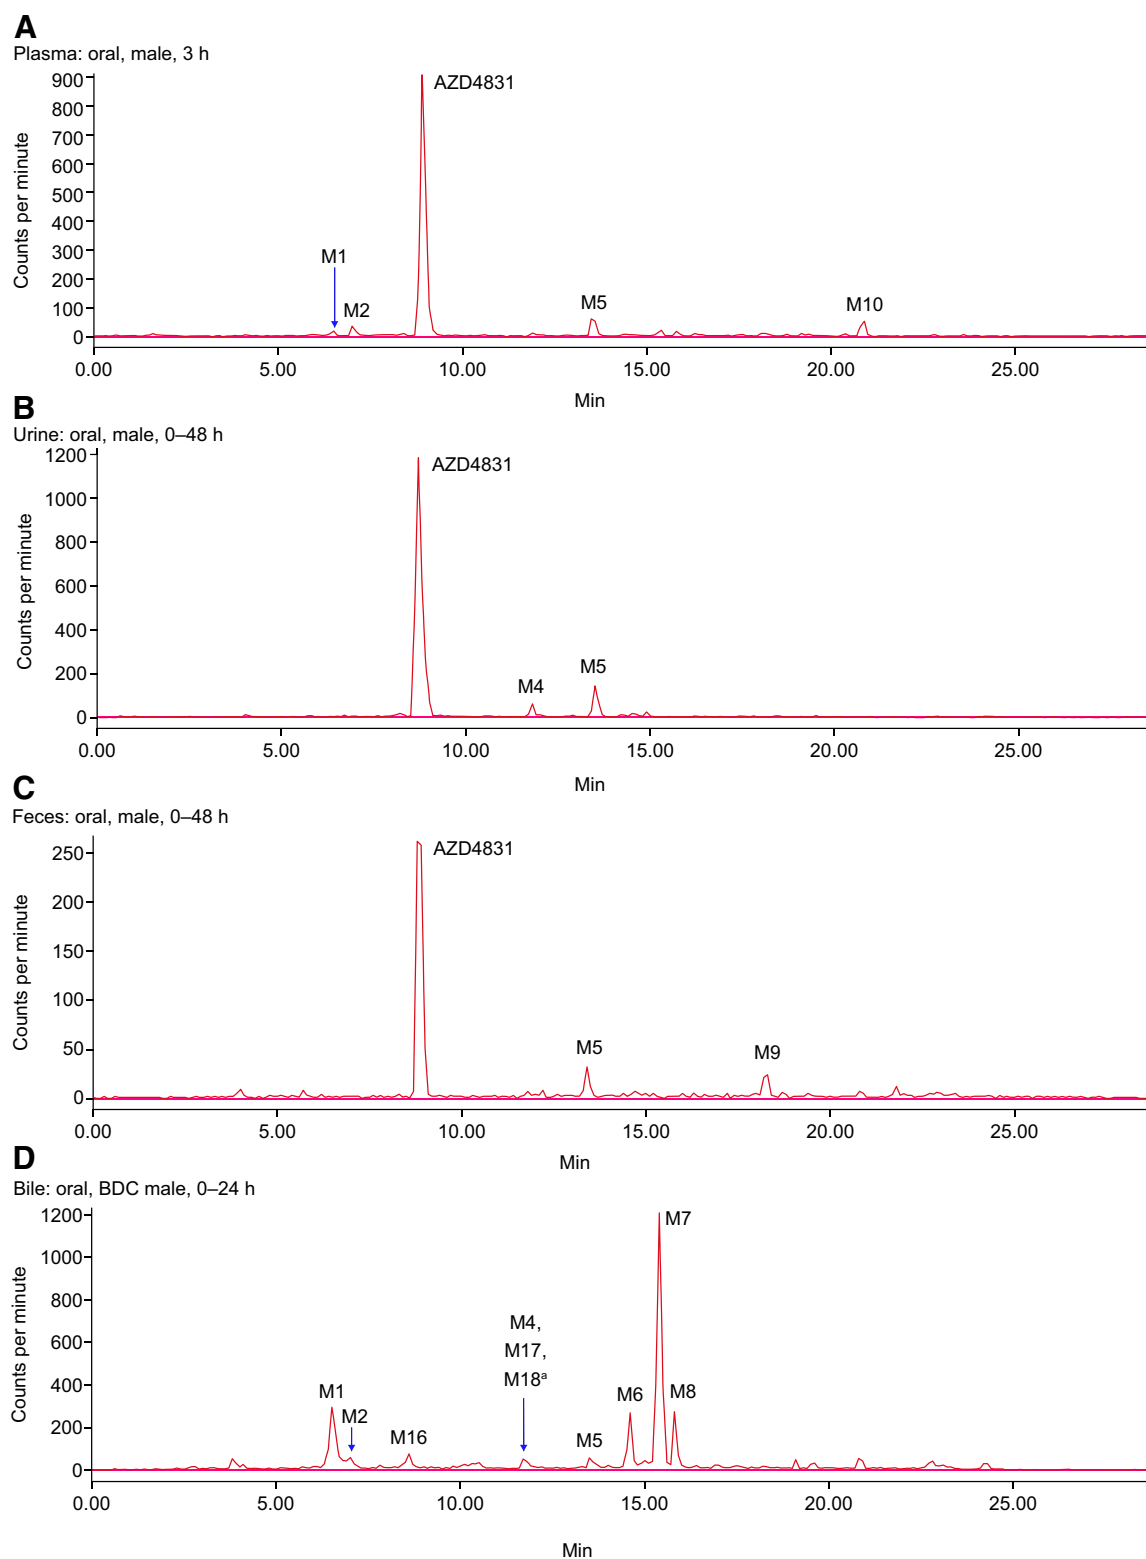 A
Plasma: oral, male, 3 h
Counts per minute
900
800
700
600
500
400
300
200
100
0
AZD4831
M1
M2
M5
M10
0.00 5.00 10.00 15.00 20.00 25.00
Min
B
Urine: oral, male, 0–48 h
Counts per minute
1200
1000
800
600
400
200
0
AZD4831
M4
M5
0.00 5.00 10.00 15.00 20.00 25.00
Min
C
Feces: oral, male, 0–48 h
Counts per minute
250
200
150
100
50
0
AZD4831
M5
M9
0.00 5.00 10.00 15.00 20.00 25.00
Min
D
Bile: oral, BDC male, 0–24 h
Counts per minute
1200
1000
800
600
400
200
0
M1
M2
M16
M4,
M17,
M18ᵃ
M5
M6
M7
M8
0.00 5.00 10.00 15.00 20.00 25.00
Min